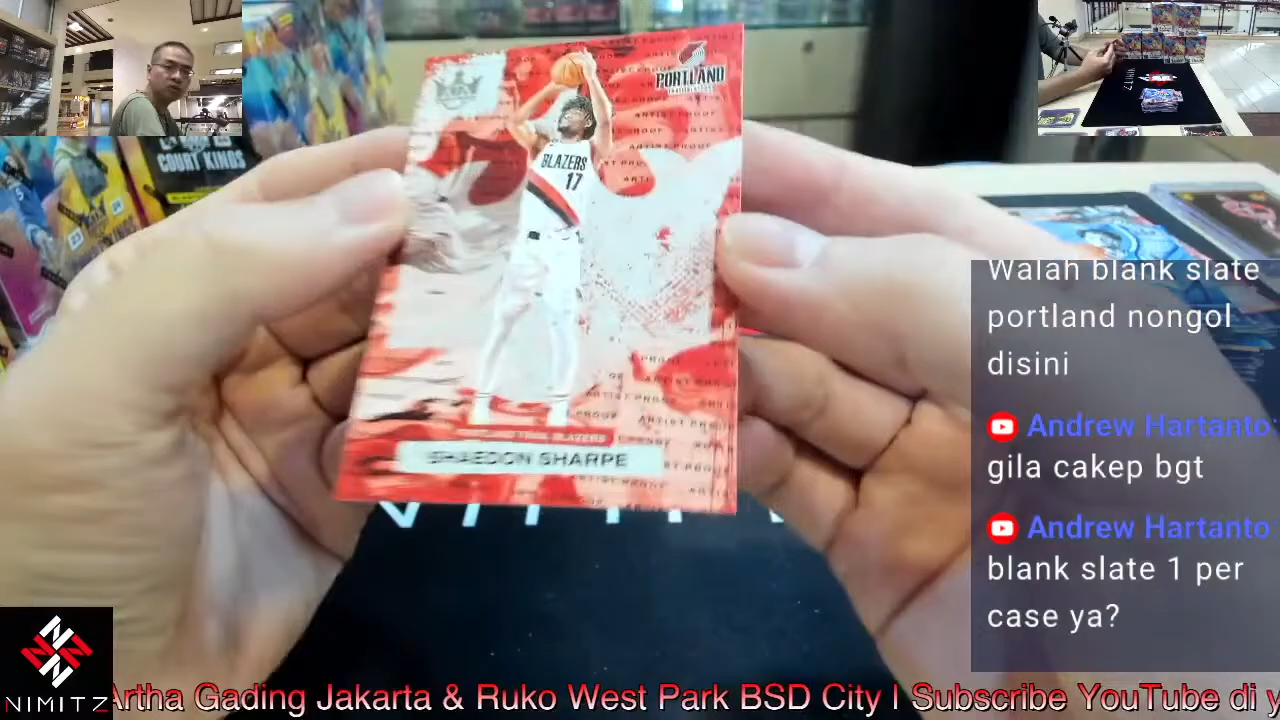 COURT KINGS
PORTLAND
ARTIST PROOF
BLAZERS
17
SHAEDON SHARPE
Walah blank slate
portland nongol
disini
Andrew Hartanto
gila cakep bgt
Andrew Hartanto
blank slate 1 per
case ya?
NIMITZ
Artha Gading Jakarta & Ruko West Park BSD City | Subscribe YouTube di y